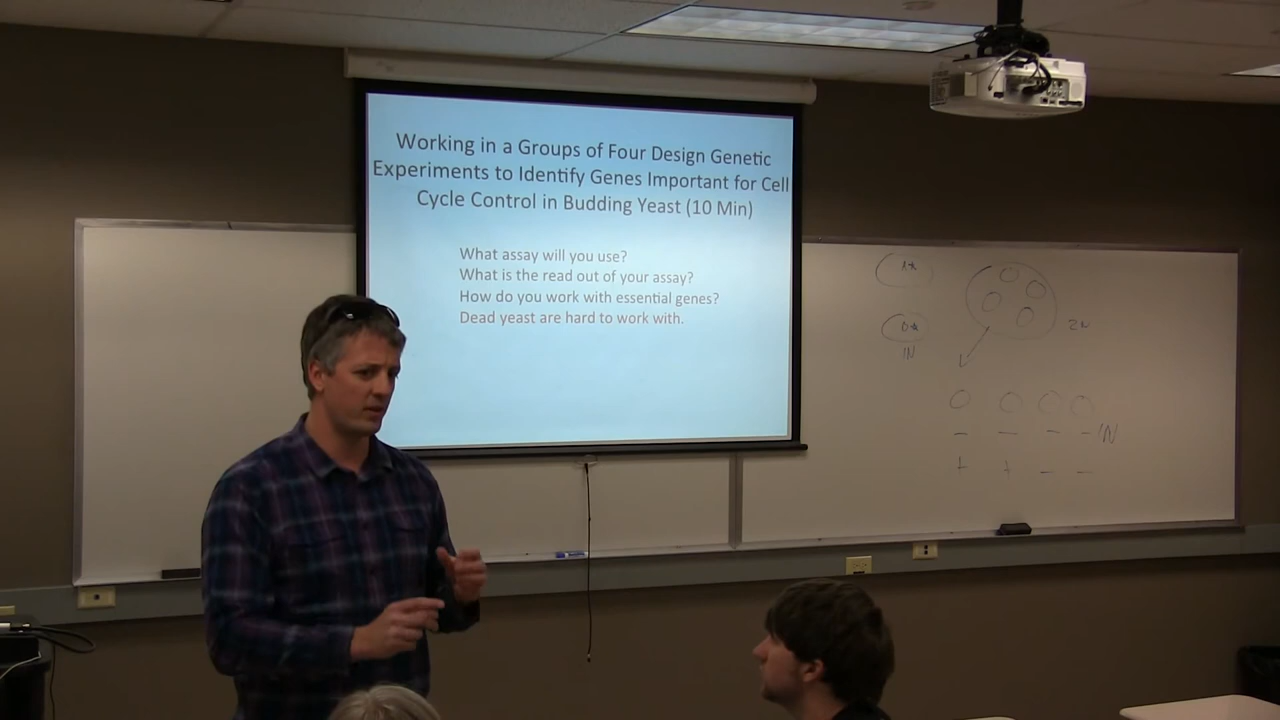 Working in a Groups of Four Design Genetic
Experiments to Identify Genes Important for Cell
Cycle Control in Budding Yeast (10 Min)
What assay will you use?
What is the read out of your assay?
How do you work with essential genes?
Dead yeast are hard to work with.
2N
1N
1N
+ + - -